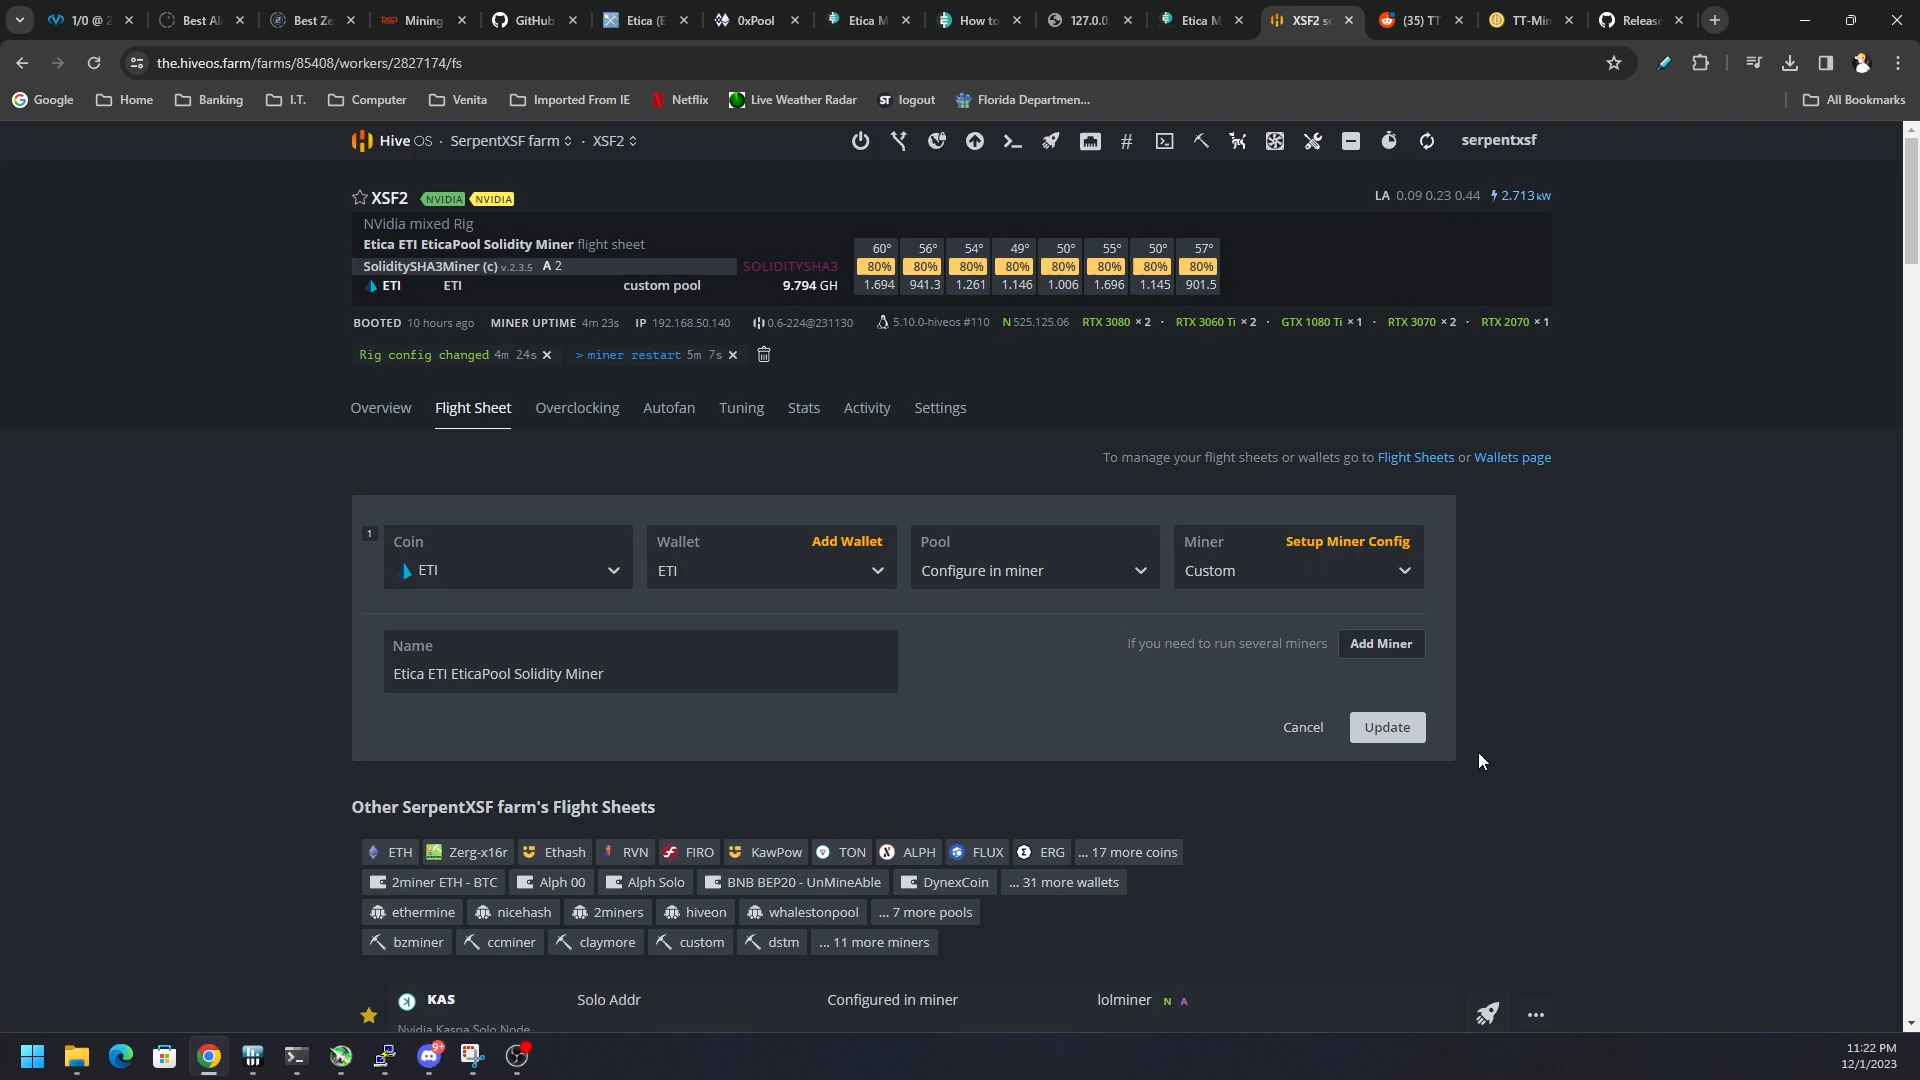 1/0 @ 2
Best Al
Best Ze
Mining
GitHub
Etica (E
0xPool
Etica M
How to
127.0.0.
Etica M
XSF2 s
(35) TT
TT-Min
Release
the.hiveos.farm/farms/85408/workers/2827174/fs
Google
Home
Banking
I.T.
Computer
Venita
Imported From IE
Netflix
Live Weather Radar
ST logout
Florida Departmen...
All Bookmarks
Hive OS · SerpentXSF farm · XSF2
serpentxsf
XSF2 NVIDIA NVIDIA
LA 0.09 0.23 0.44 2.713 kW
NVidia mixed Rig
Etica ETI EticaPool Solidity Miner flight sheet
60° 56° 54° 49° 50° 55° 50° 57°
SoliditySHA3Miner (c) v.2.3.5 A 2 SOLIDITYSHA3
80% 80% 80% 80% 80% 80% 80% 80%
ETI ETI custom pool 9.794 GH
1.694 941.3 1.261 1.146 1.006 1.696 1.145 901.5
BOOTED 10 hours ago MINER UPTIME 4m 23s IP 192.168.50.140 0.6-224@231130 5.10.0-hiveos #110 N 525.125.06 RTX 3080 × 2 · RTX 3060 Ti × 2 · GTX 1080 Ti × 1 · RTX 3070 × 2 · RTX 2070 × 1
Rig config changed 4m 24s × > miner restart 5m 7s ×
Overview Flight Sheet Overclocking Autofan Tuning Stats Activity Settings
To manage your flight sheets or wallets go to Flight Sheets or Wallets page
1
Coin
ETI
Wallet Add Wallet
ETI
Pool
Configure in miner
Miner Setup Miner Config
Custom
Name
Etica ETI EticaPool Solidity Miner
If you need to run several miners Add Miner
Cancel Update
Other SerpentXSF farm's Flight Sheets
ETH Zerg-x16r Ethash RVN FIRO KawPow TON ALPH FLUX ERG ... 17 more coins
2miner ETH - BTC Alph 00 Alph Solo BNB BEP20 - UnMineAble DynexCoin ... 31 more wallets
ethermine nicehash 2miners hiveon whalestonpool ... 7 more pools
bzminer ccminer claymore custom dstm ... 11 more miners
KAS Solo Addr Configured in miner lolminer N A
Nvidia Kaspa Solo Node
9+
11:22 PM
12/1/2023